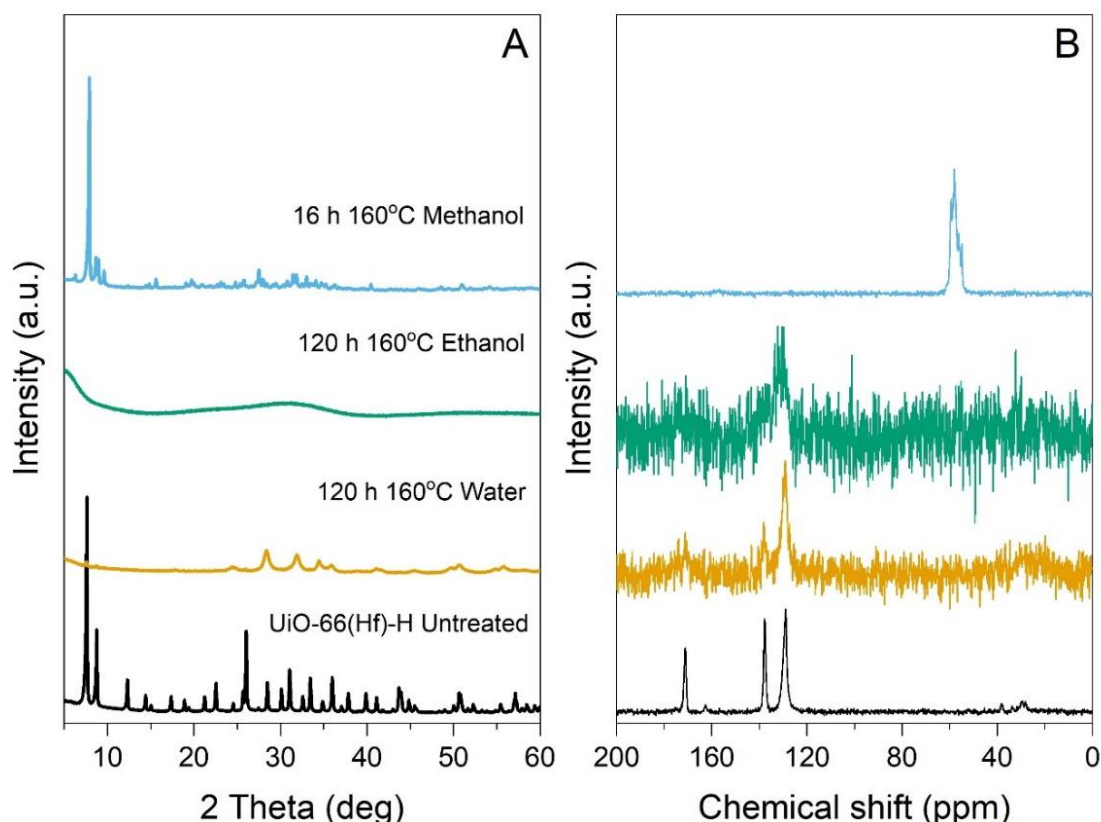 A
16 h 160°C Methanol
120 h 160°C Ethanol
120 h 160°C Water
UiO-66(Hf)-H Untreated
Intensity (a.u.)
10 20 30 40 50 60
2 Theta (deg)
B
Intensity (a.u.)
200 160 120 80 40 0
Chemical shift (ppm)